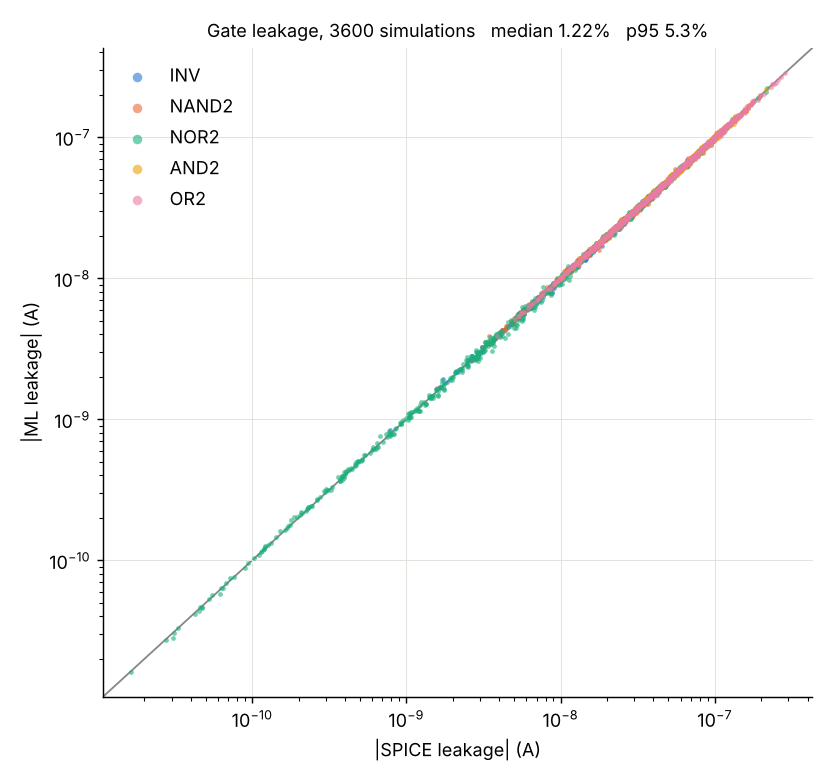 Gate leakage, 3600 simulations   median 1.22%   p95 5.3%
INV
NAND2
NOR2
AND2
OR2
10⁻⁷
10⁻⁸
10⁻⁹
10⁻¹⁰
|ML leakage| (A)
10⁻¹⁰ 10⁻⁹ 10⁻⁸ 10⁻⁷
|SPICE leakage| (A)